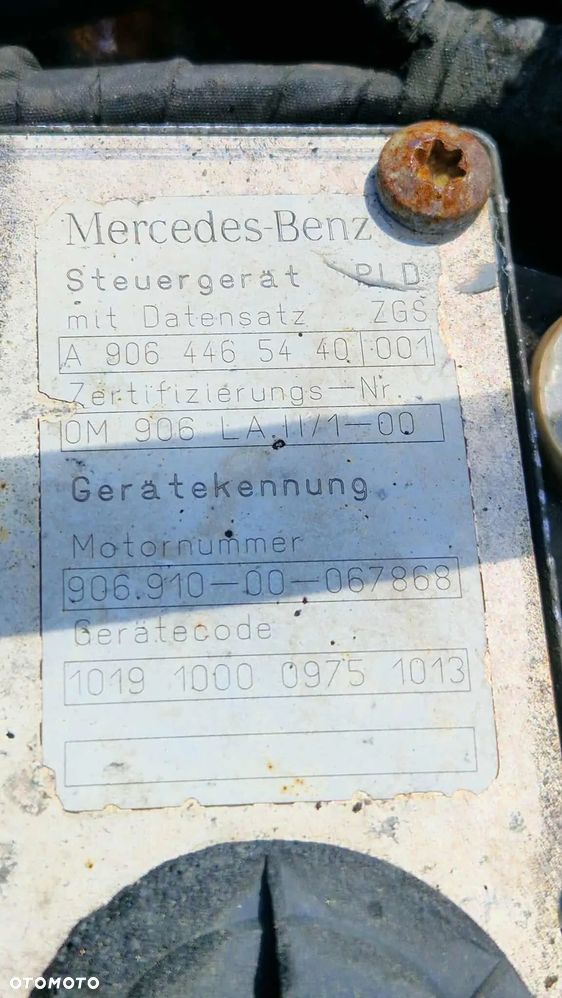 Mercedes-Benz
Steuergerät PLD
mit Datensatz ZGS
A 906 446 54 40 001
Zertifizierungs-Nr.
OM 906 LA.II/1-00
Gerätekennung
Motornummer
906.910-00-067868
Gerätecode
1019 1000 0975 1013
OTOMOTO